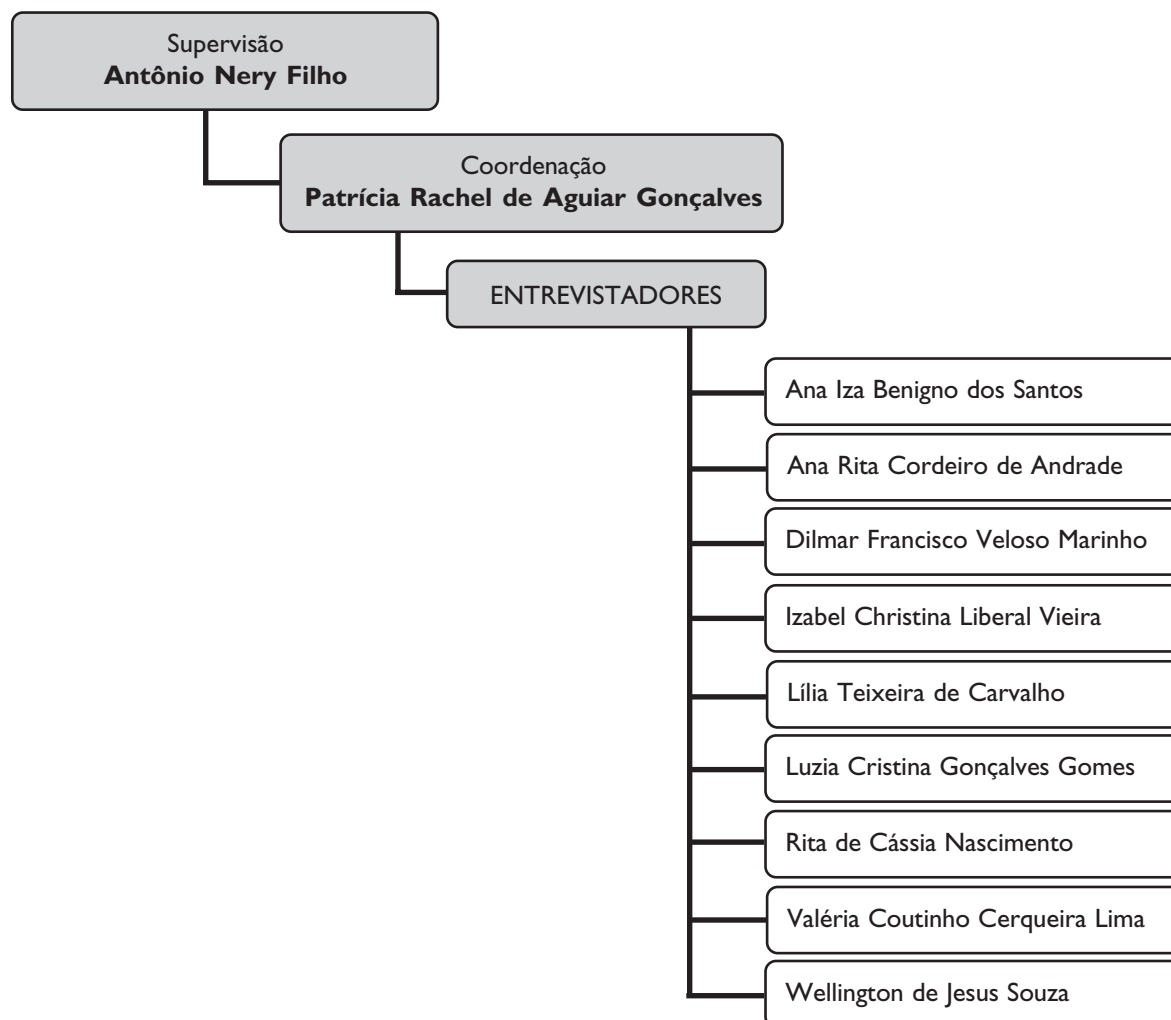 Supervisão
Antônio Nery Filho
Coordenação
Patrícia Rachel de Aguiar Gonçalves
ENTREVISTADORES
Ana Iza Benigno dos Santos
Ana Rita Cordeiro de Andrade
Dilmar Francisco Veloso Marinho
Izabel Christina Liberal Vieira
Lília Teixeira de Carvalho
Luzia Cristina Gonçalves Gomes
Rita de Cássia Nascimento
Valéria Coutinho Cerqueira Lima
Wellington de Jesus Souza